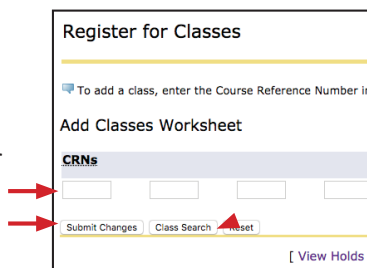 Register for Classes
To add a class, enter the Course Reference Number
Add Classes Worksheet
CRNs
Submit Changes Class Search Reset
[ View Holds